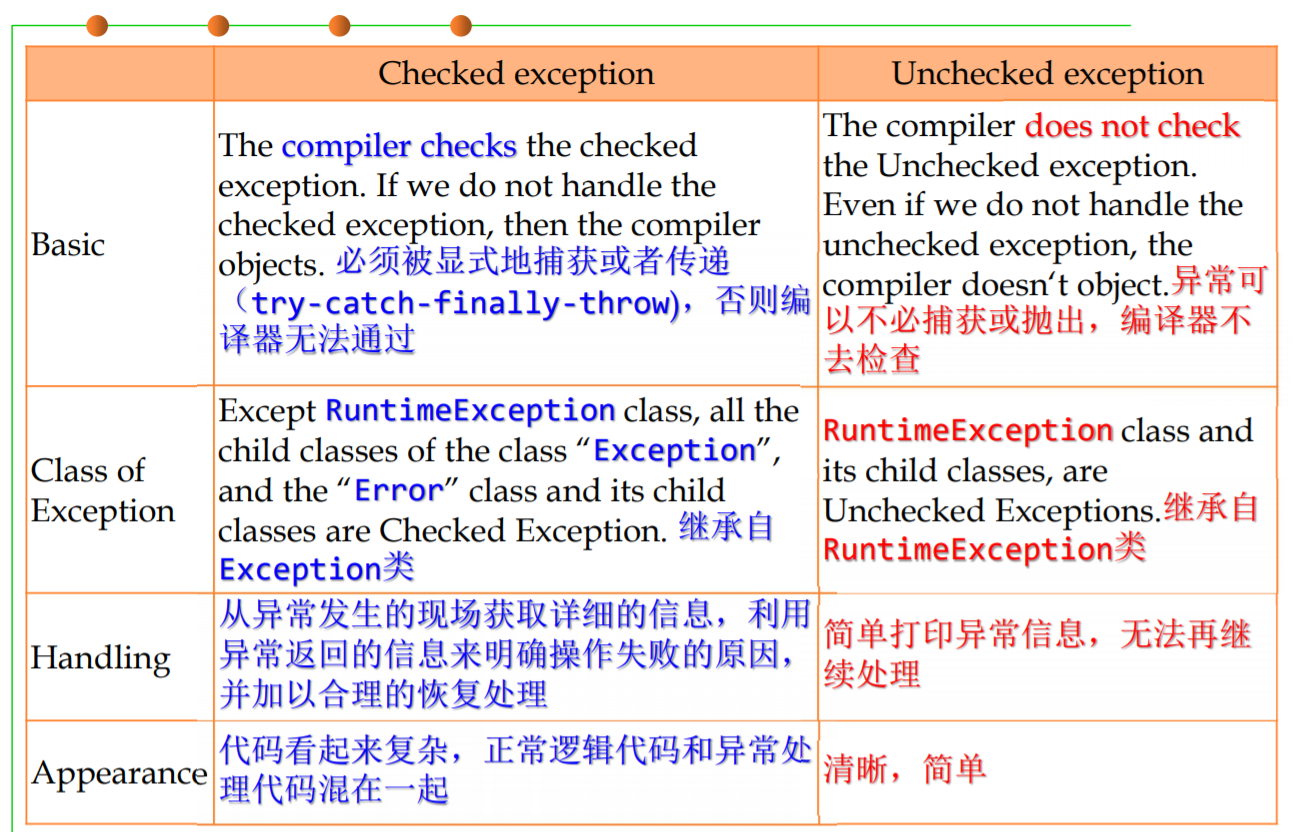 Checked exception
Unchecked exception
Basic
The compiler checks the checked
exception. If we do not handle the
checked exception, then the compiler
objects. 必须被显式地捕获或者传递
（try-catch-finally-throw)，否则编
译器无法通过
The compiler does not check
the Unchecked exception.
Even if we do not handle the
unchecked exception, the
compiler doesn‘t object.异常可
以不必捕获或抛出，编译器不
去检查
Class of
Exception
Except RuntimeException class, all the
child classes of the class “Exception”,
and the “Error” class and its child
classes are Checked Exception. 继承自
Exception类
RuntimeException class and
its child classes, are
Unchecked Exceptions.继承自
RuntimeException类
Handling
从异常发生的现场获取详细的信息，利用
异常返回的信息来明确操作失败的原因，
并加以合理的恢复处理
简单打印异常信息，无法再继
续处理
Appearance
代码看起来复杂，正常逻辑代码和异常处
理代码混在一起
清晰，简单